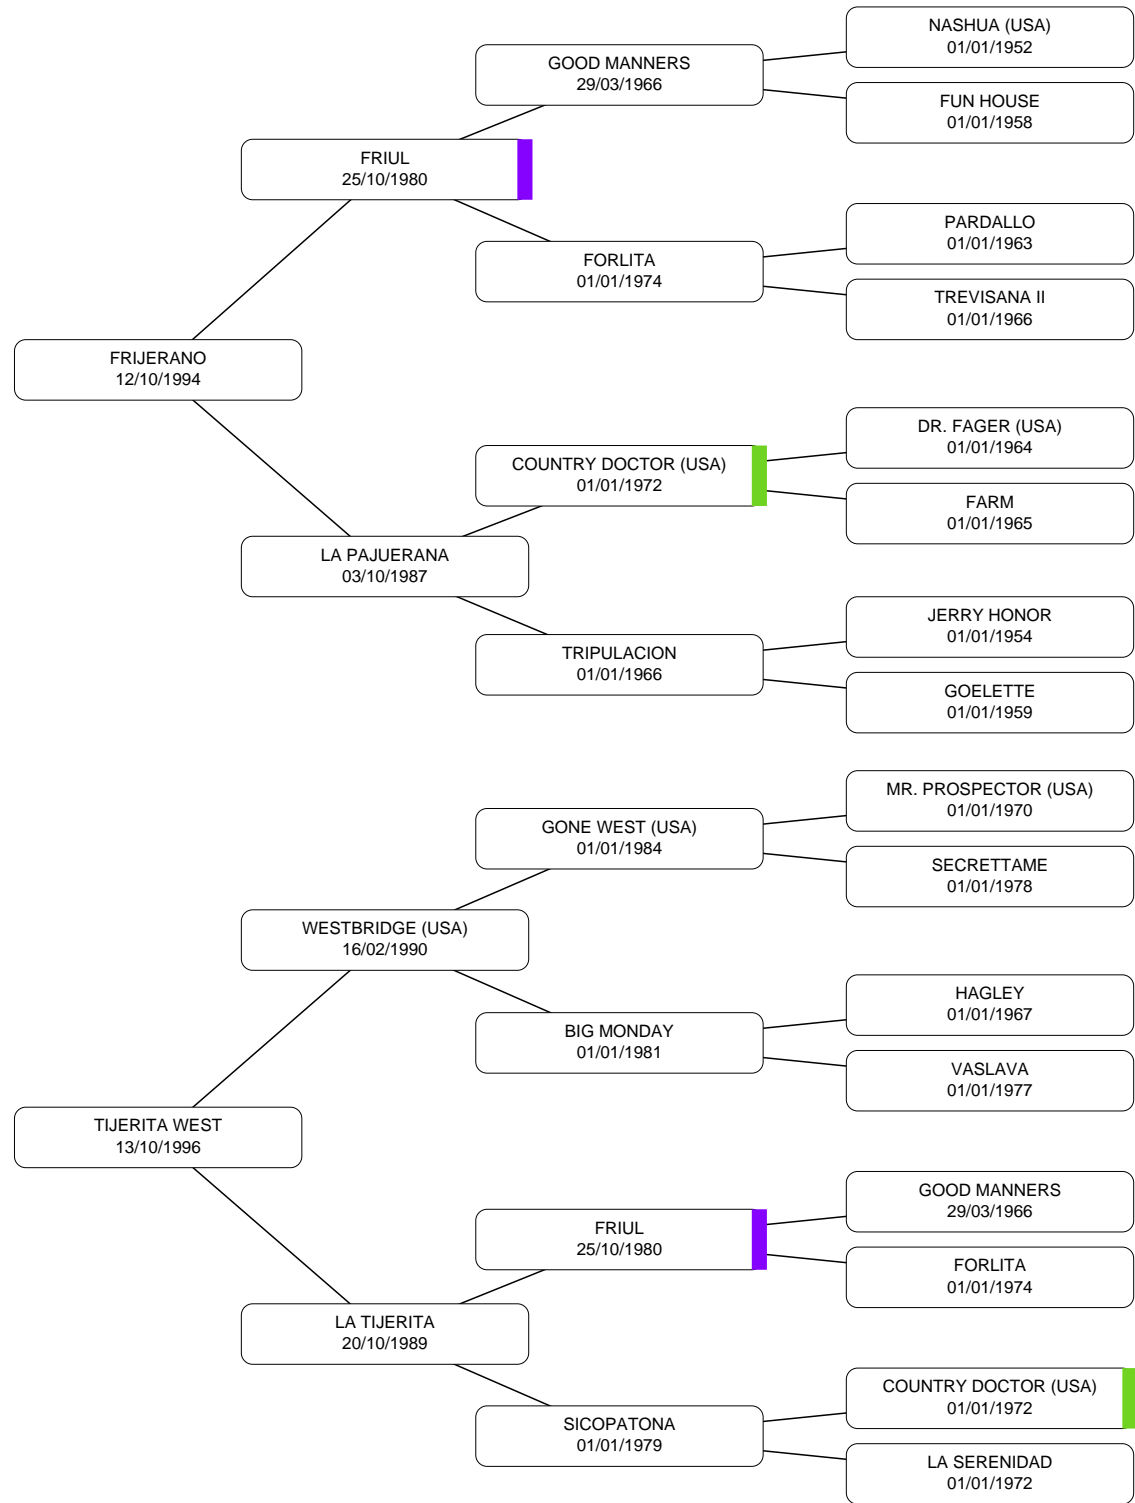 NASHUA (USA)
01/01/1952
GOOD MANNERS
29/03/1966
FUN HOUSE
01/01/1958
FRIUL
25/10/1980
PARDALLO
01/01/1963
FORLITA
01/01/1974
TREVISANA II
01/01/1966
FRIJERANO
12/10/1994
DR. FAGER (USA)
01/01/1964
COUNTRY DOCTOR (USA)
01/01/1972
FARM
01/01/1965
LA PAJUERANA
03/10/1987
JERRY HONOR
01/01/1954
TRIPULACION
01/01/1966
GOELETTE
01/01/1959
MR. PROSPECTOR (USA)
01/01/1970
GONE WEST (USA)
01/01/1984
SECRETTAME
01/01/1978
WESTBRIDGE (USA)
16/02/1990
HAGLEY
01/01/1967
BIG MONDAY
01/01/1981
VASLAVA
01/01/1977
TIJERITA WEST
13/10/1996
GOOD MANNERS
29/03/1966
FRIUL
25/10/1980
FORLITA
01/01/1974
LA TIJERITA
20/10/1989
COUNTRY DOCTOR (USA)
01/01/1972
SICOPATONA
01/01/1979
LA SERENIDAD
01/01/1972